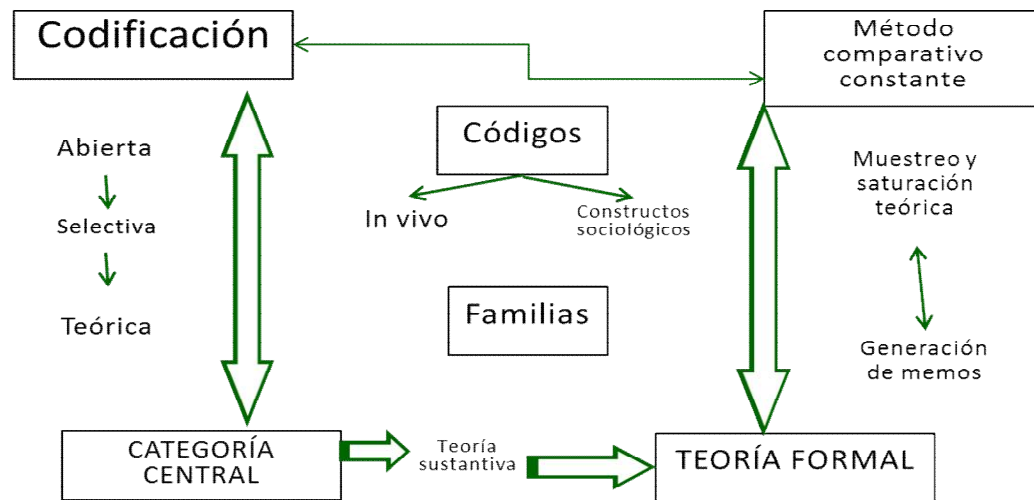 Codificación
Método
comparativo
constante
Abierta
Selectiva
Teórica
Códigos
In vivo
Constructos
sociológicos
Familias
Muestreo y
saturación
teórica
Generación
de memos
CATEGORÍA
CENTRAL
Teoría
sustantiva
TEORÍA FORMAL